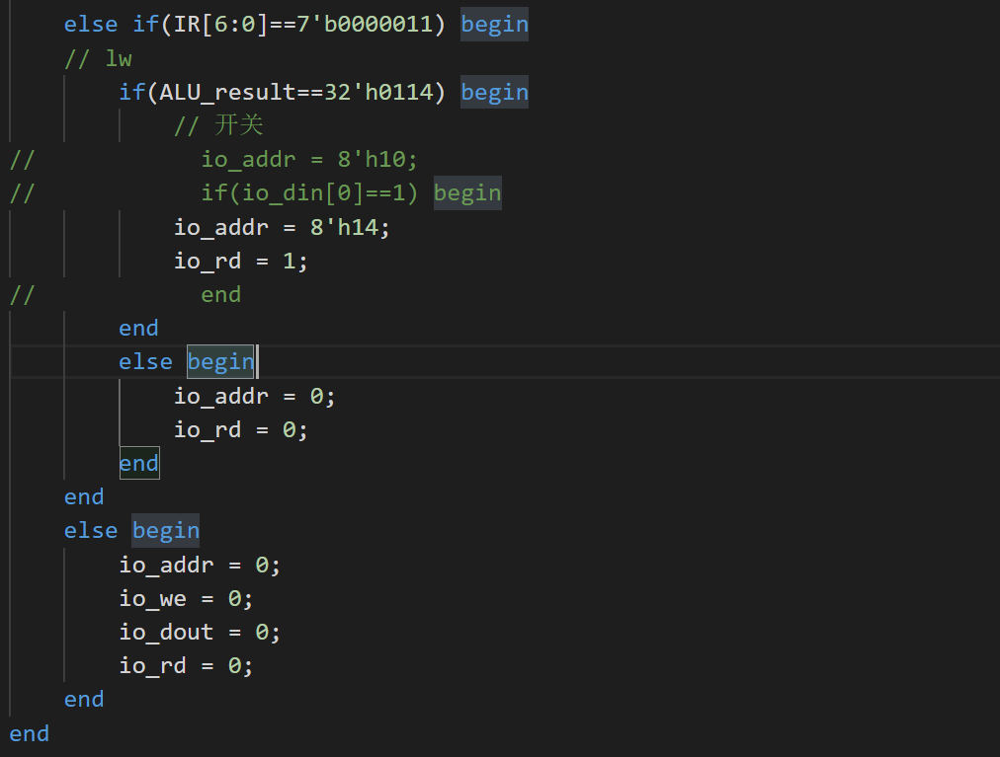 else if(IR[6:0]==7'b0000011) begin
// lw
if(ALU_result==32'h0114) begin
// 开关
// io_addr = 8'h10;
// if(io_din[0]==1) begin
io_addr = 8'h14;
io_rd = 1;
// end
end
else begin
io_addr = 0;
io_rd = 0;
end
end
else begin
io_addr = 0;
io_we = 0;
io_dout = 0;
io_rd = 0;
end
end